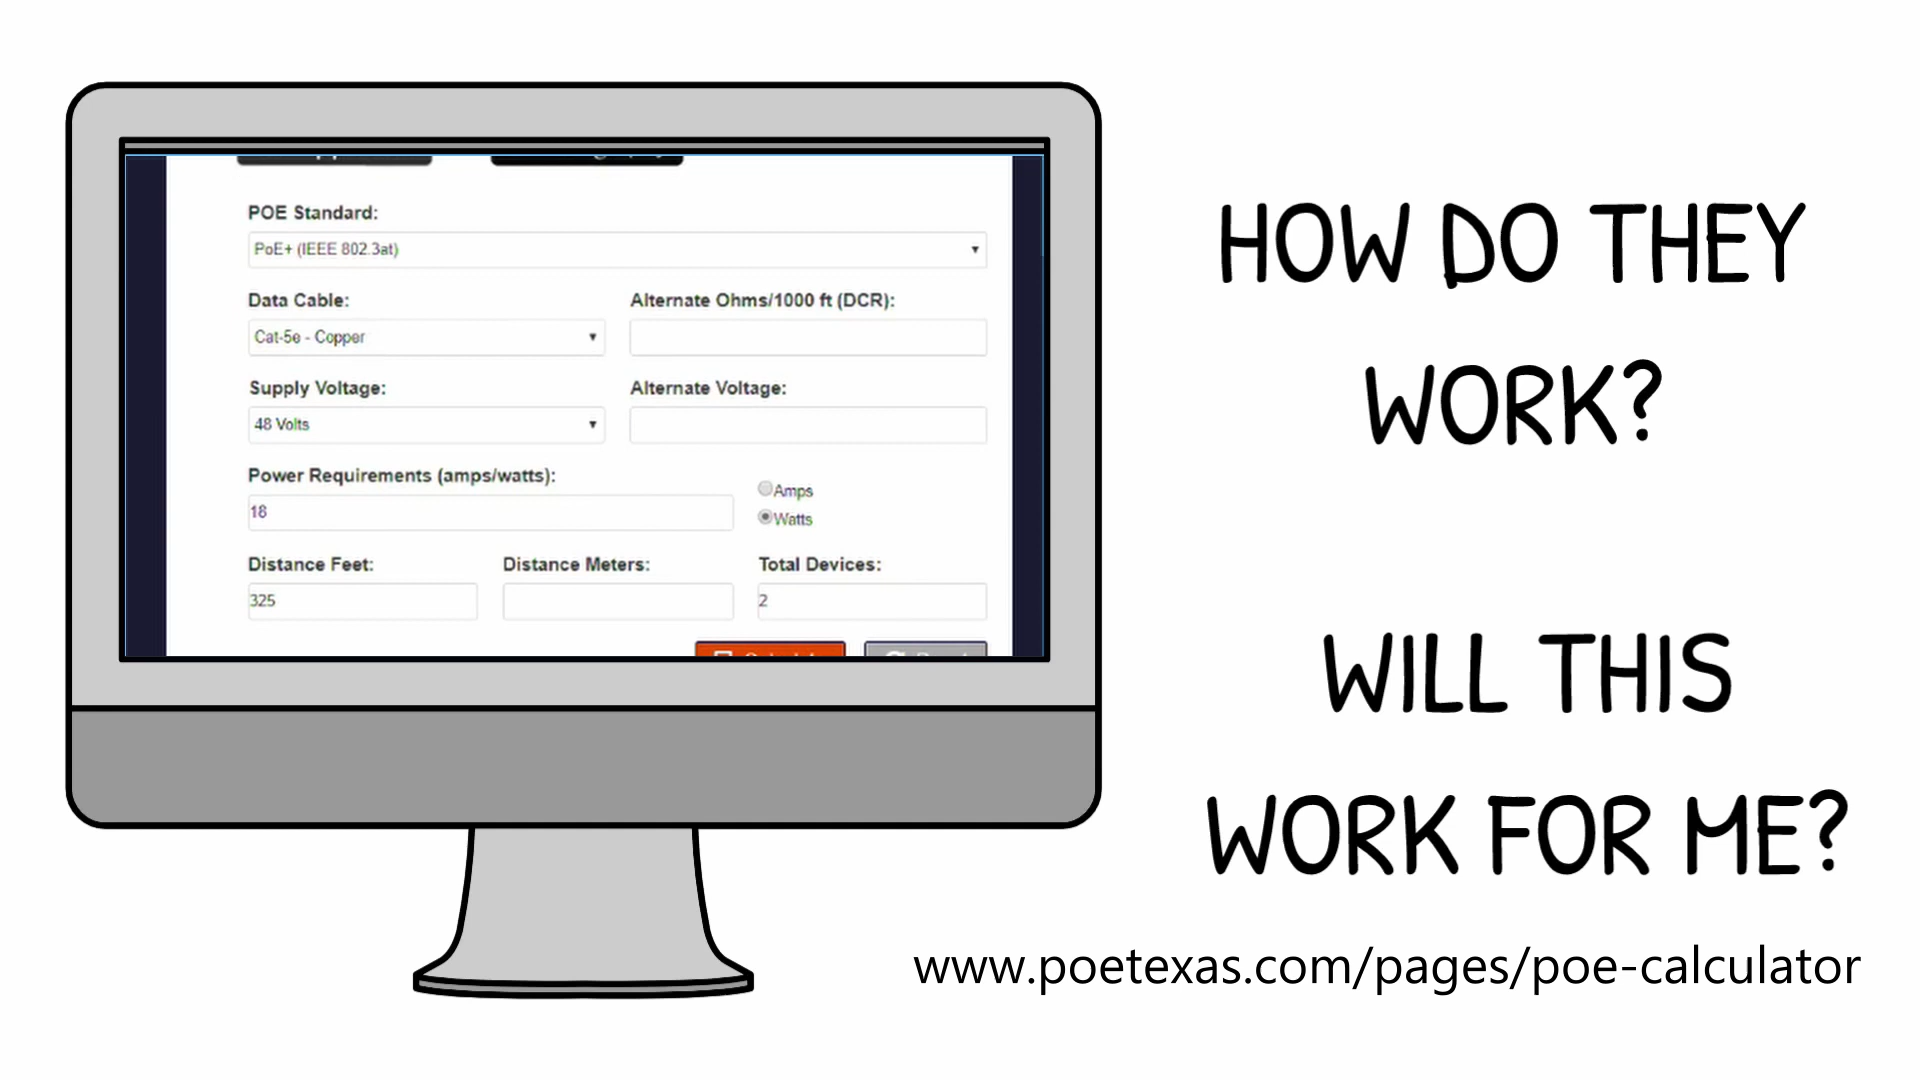 POE Standard:
PoE+ (IEEE 802.3at)
Data Cable: Alternate Ohms/1000 ft (DCR):
Cat-5e - Copper
Supply Voltage: Alternate Voltage:
48 Volts
Power Requirements (amps/watts):
Amps
18
Watts
Distance Feet: Distance Meters: Total Devices:
325 2
HOW DO THEY
WORK?
WILL THIS
WORK FOR ME?
www.poetexas.com/pages/poe-calculator